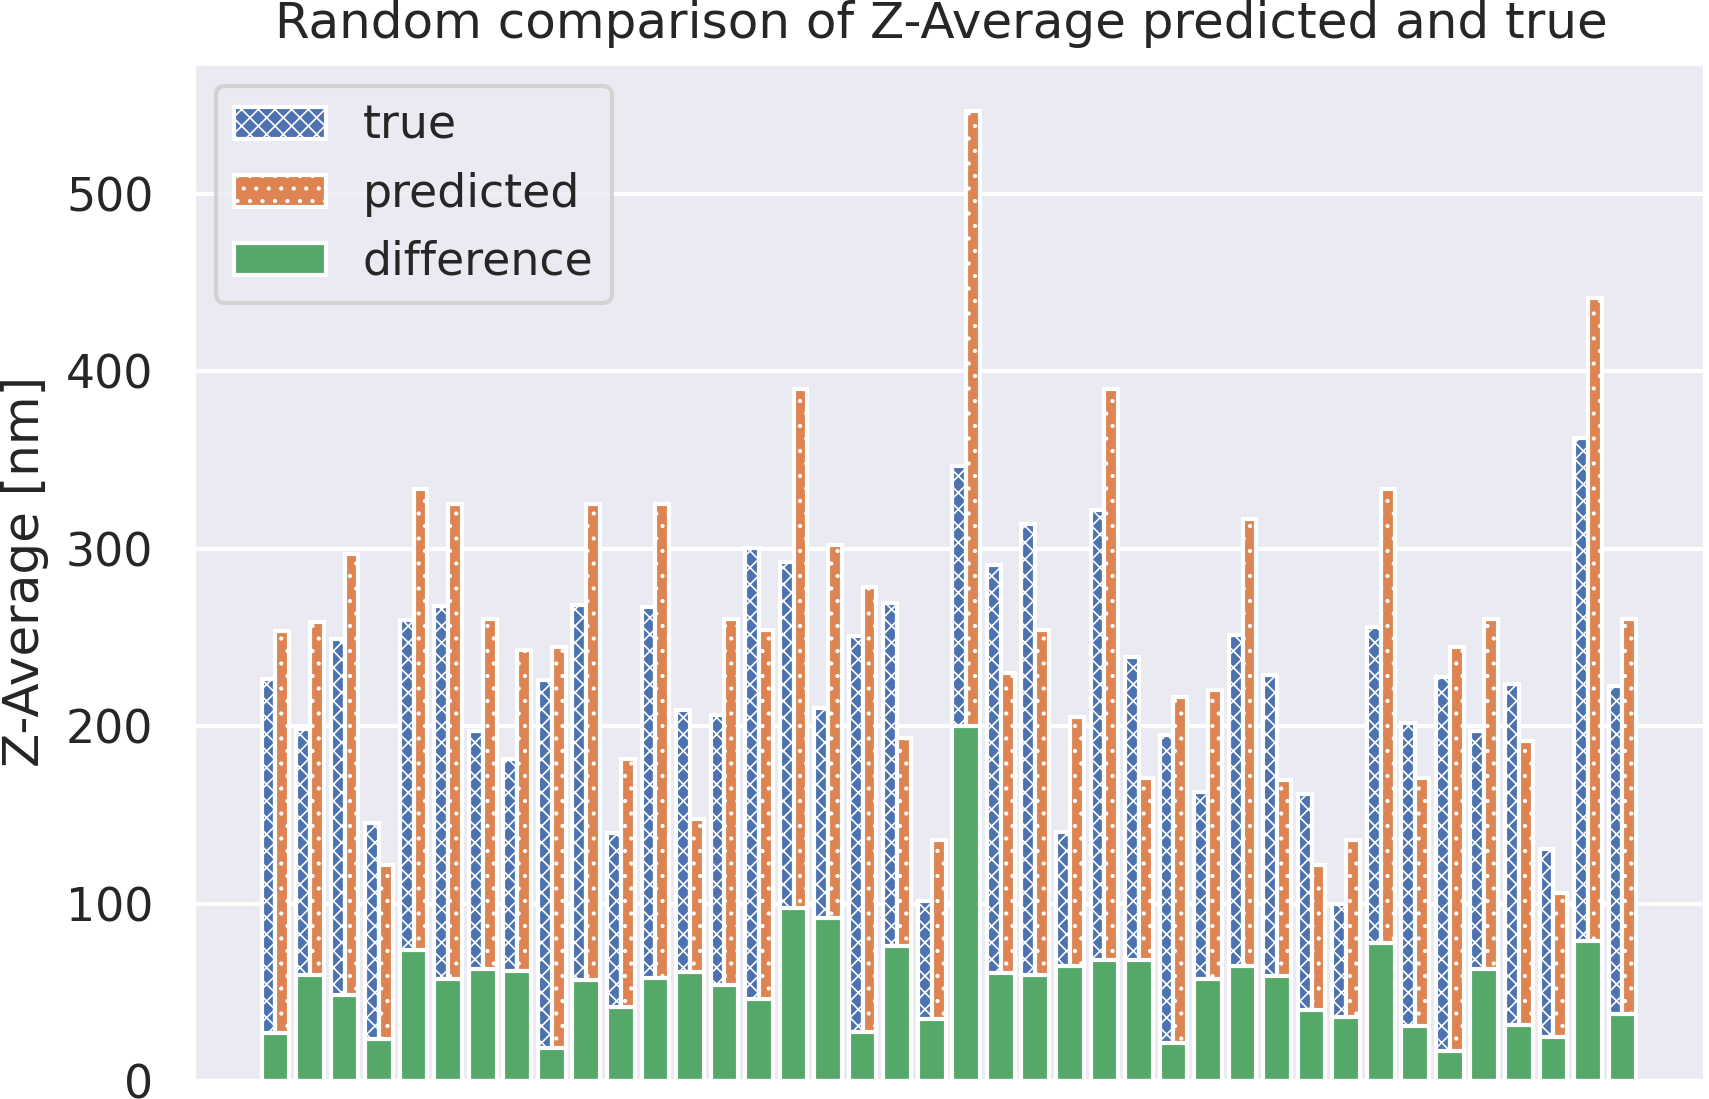 Random comparison of Z-Average predicted and true
true
predicted
difference
Z-Average [nm]
500
400
300
200
100
0